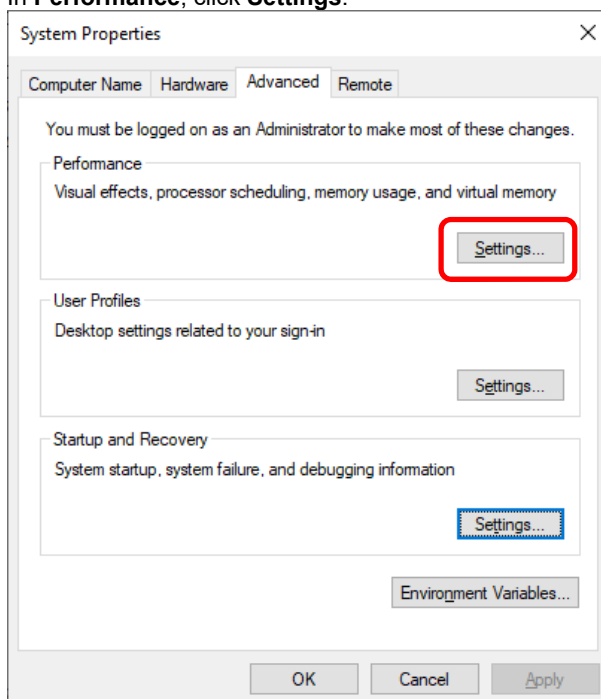 In Performance, click Settings.
System Properties
Computer Name Hardware Advanced Remote
You must be logged on as an Administrator to make most of these changes.
Performance
Visual effects, processor scheduling, memory usage, and virtual memory
Settings...
User Profiles
Desktop settings related to your sign-in
Settings...
Startup and Recovery
System startup, system failure, and debugging information
Settings...
Environment Variables...
OK Cancel Apply